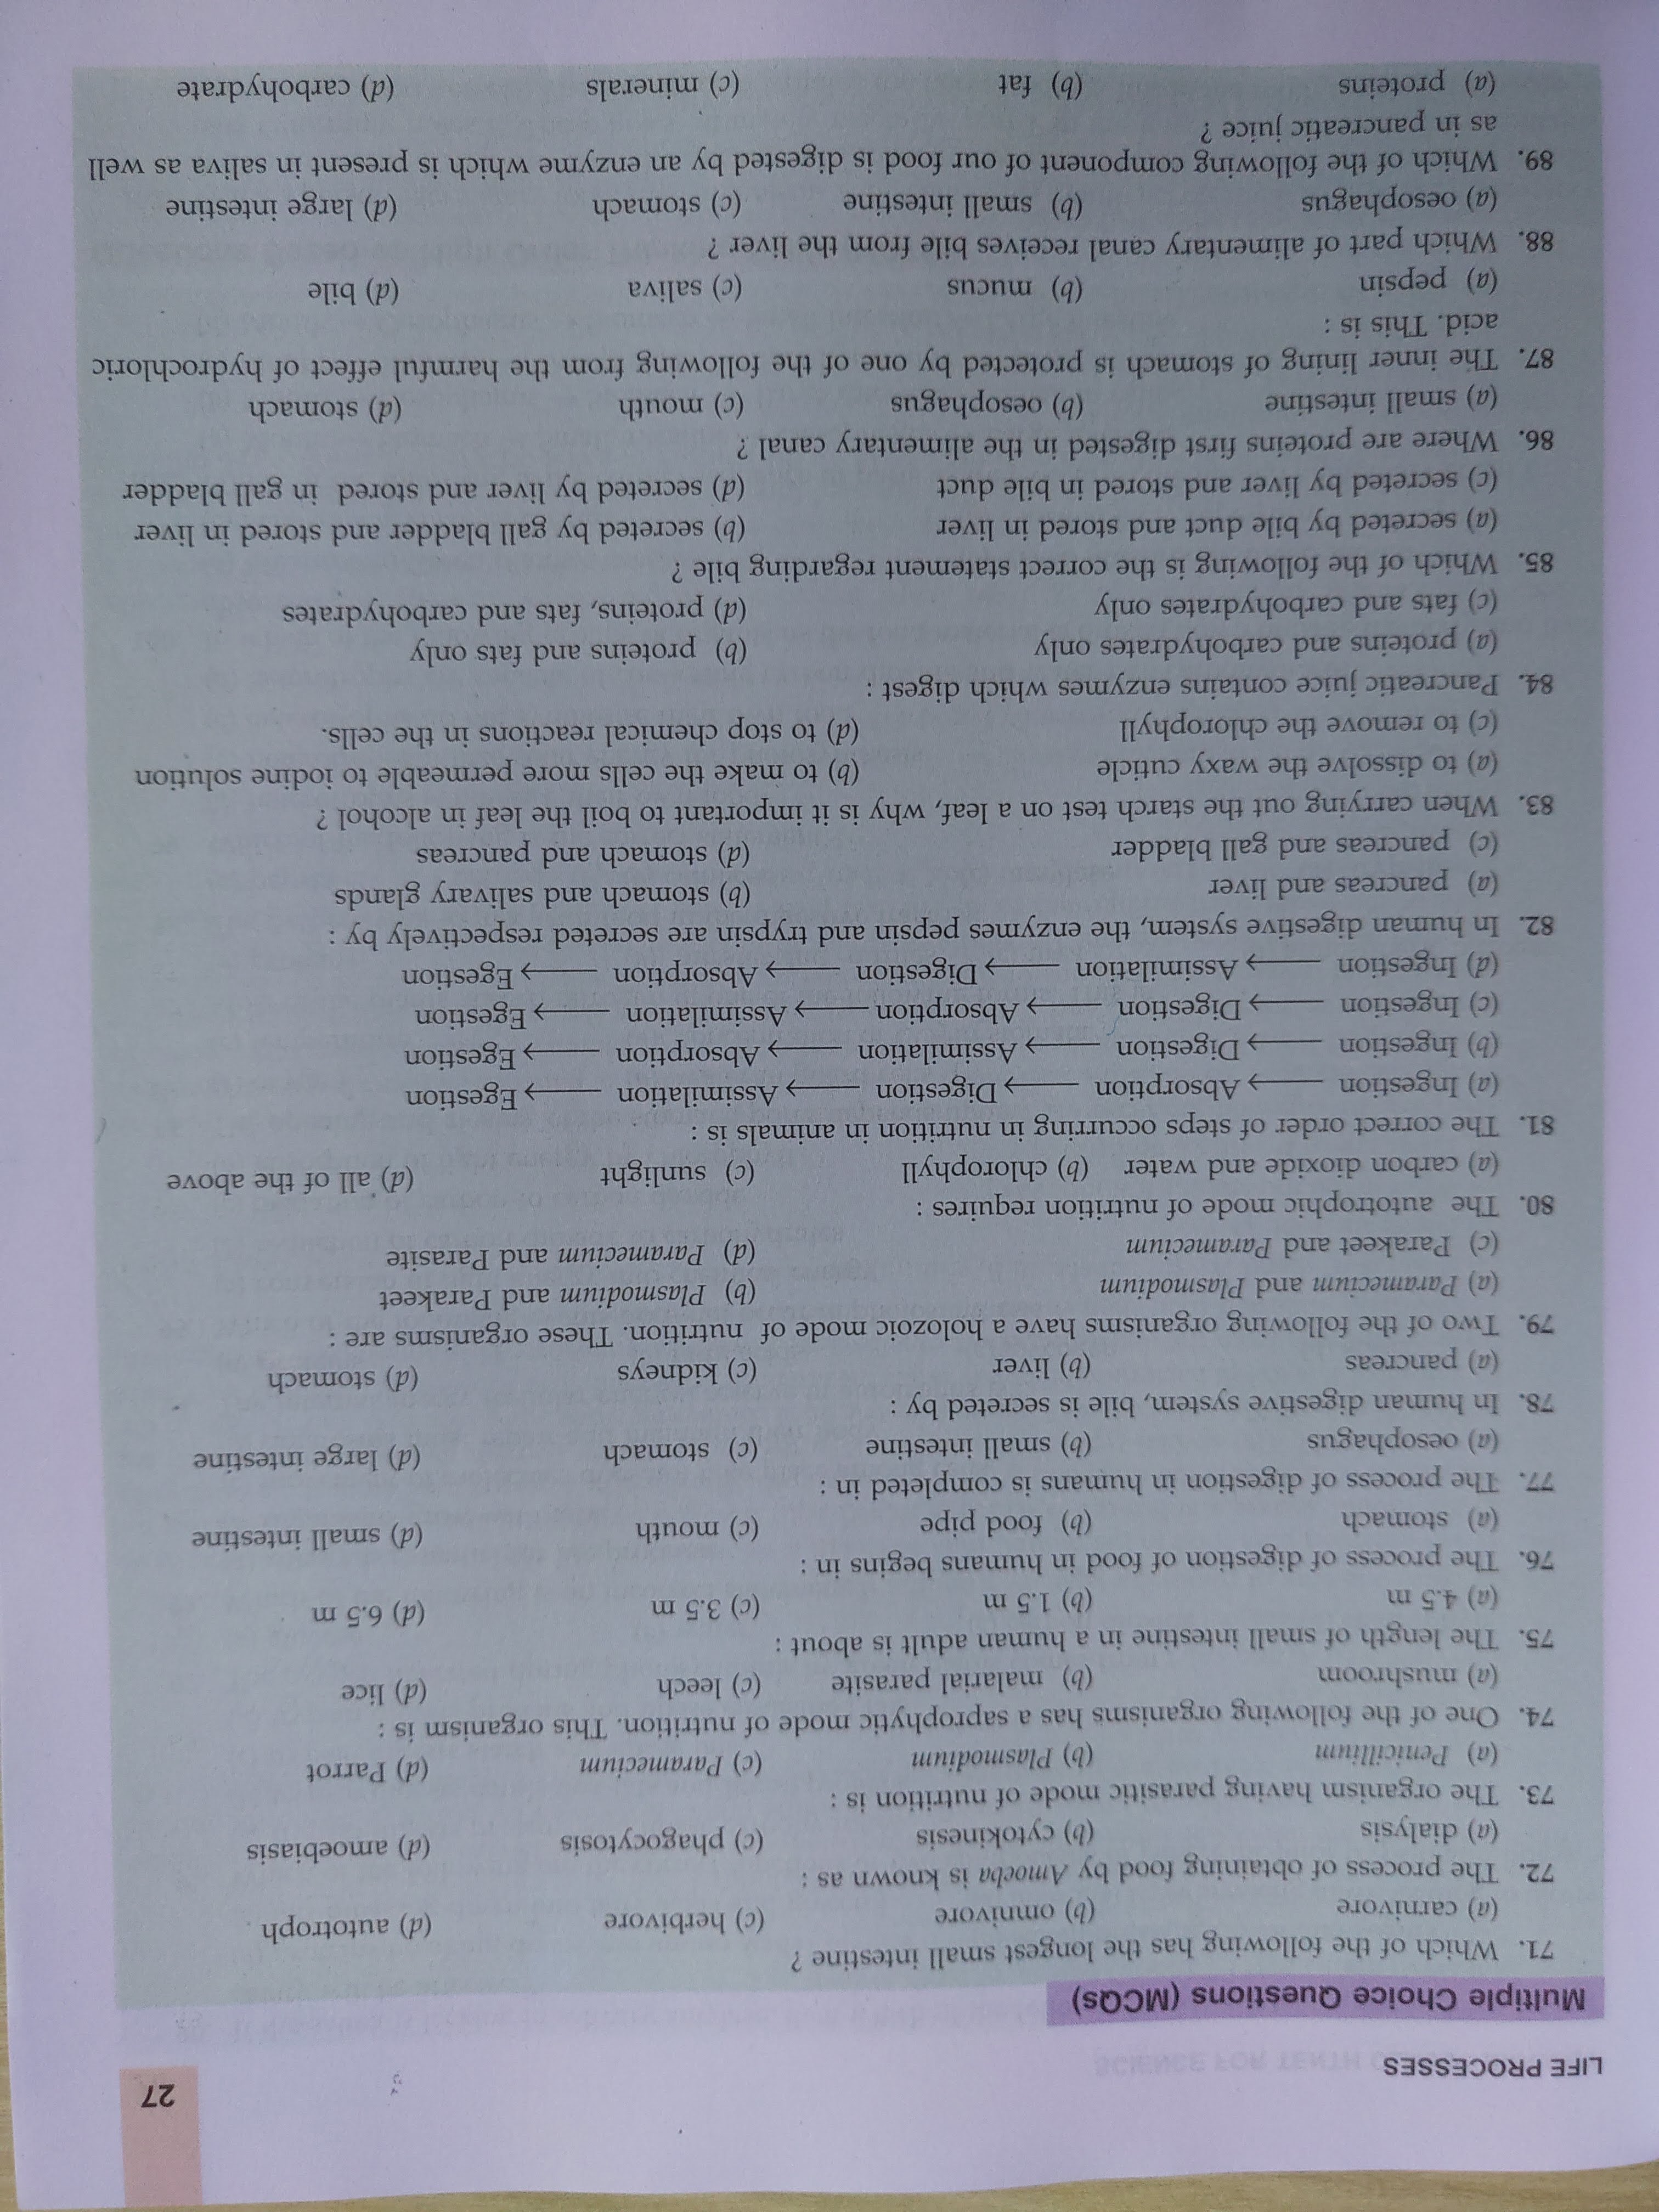 LIFE PROCESSES
27
Multiple Choice Questions (MCQs)
71. Which of the following has the longest small intestine ?
(a) carnivore (b) omnivore (c) herbivore (d) autotroph
72. The process of obtaining food by Amoeba is known as :
(a) dialysis (b) cytokinesis (c) phagocytosis (d) amoebiasis
73. The organism having parasitic mode of nutrition is :
(a) Penicillium (b) Plasmodium (c) Paramecium (d) Parrot
74. One of the following organisms has a saprophytic mode of nutrition. This organism is :
(a) mushroom (b) malarial parasite (c) leech (d) lice
75. The length of small intestine in a human adult is about :
(a) 4.5 m (b) 1.5 m (c) 3.5 m (d) 6.5 m
76. The process of digestion of food in humans begins in :
(a) stomach (b) food pipe (c) mouth (d) small intestine
77. The process of digestion in humans is completed in :
(a) oesophagus (b) small intestine (c) stomach (d) large intestine
78. In human digestive system, bile is secreted by :
(a) pancreas (b) liver (c) kidneys (d) stomach
79. Two of the following organisms have a holozoic mode of nutrition. These organisms are :
(a) Paramecium and Plasmodium (b) Plasmodium and Parakeet
(c) Parakeet and Paramecium (d) Paramecium and Parasite
80. The autotrophic mode of nutrition requires :
(a) carbon dioxide and water (b) chlorophyll (c) sunlight (d) all of the above
81. The correct order of steps occurring in nutrition in animals is :
(a) Ingestion ⟶ Absorption ⟶ Digestion ⟶ Assimilation ⟶ Egestion
(b) Ingestion ⟶ Digestion ⟶ Assimilation ⟶ Absorption ⟶ Egestion
(c) Ingestion ⟶ Digestion ⟶ Absorption ⟶ Assimilation ⟶ Egestion
(d) Ingestion ⟶ Assimilation ⟶ Digestion ⟶ Absorption ⟶ Egestion
82. In human digestive system, the enzymes pepsin and trypsin are secreted respectively by :
(a) pancreas and liver (b) stomach and salivary glands
(c) pancreas and gall bladder (d) stomach and pancreas
83. When carrying out the starch test on a leaf, why is it important to boil the leaf in alcohol ?
(a) to dissolve the waxy cuticle (b) to make the cells more permeable to iodine solution
(c) to remove the chlorophyll (d) to stop chemical reactions in the cells.
84. Pancreatic juice contains enzymes which digest :
(a) proteins and carbohydrates only (b) proteins and fats only
(c) fats and carbohydrates only (d) proteins, fats and carbohydrates
85. Which of the following is the correct statement regarding bile ?
(a) secreted by bile duct and stored in liver (b) secreted by gall bladder and stored in liver
(c) secreted by liver and stored in bile duct (d) secreted by liver and stored in gall bladder
86. Where are proteins first digested in the alimentary canal ?
(a) small intestine (b) oesophagus (c) mouth (d) stomach
87. The inner lining of stomach is protected by one of the following from the harmful effect of hydrochloric
acid. This is :
(a) pepsin (b) mucus (c) saliva (d) bile
88. Which part of alimentary canal receives bile from the liver ?
(a) oesophagus (b) small intestine (c) stomach (d) large intestine
89. Which of the following component of our food is digested by an enzyme which is present in saliva as well
as in pancreatic juice ?
(a) proteins (b) fat (c) minerals (d) carbohydrate